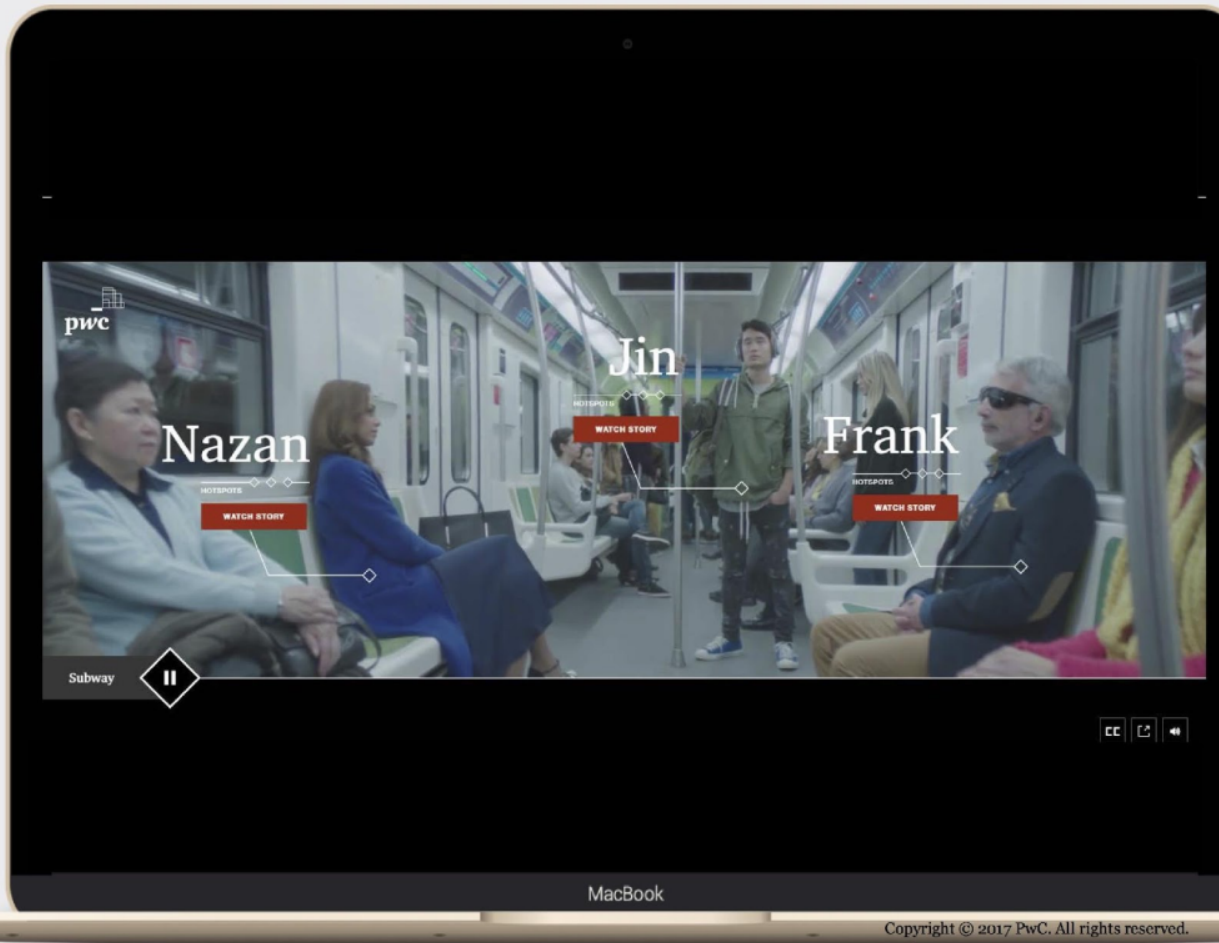 pwc
Jin
HOTSPOTS
WATCH STORY
Nazan
HOTSPOTS
WATCH STORY
Frank
HOTSPOTS
WATCH STORY
Subway
CC
MacBook
Copyright © 2017 PwC. All rights reserved.